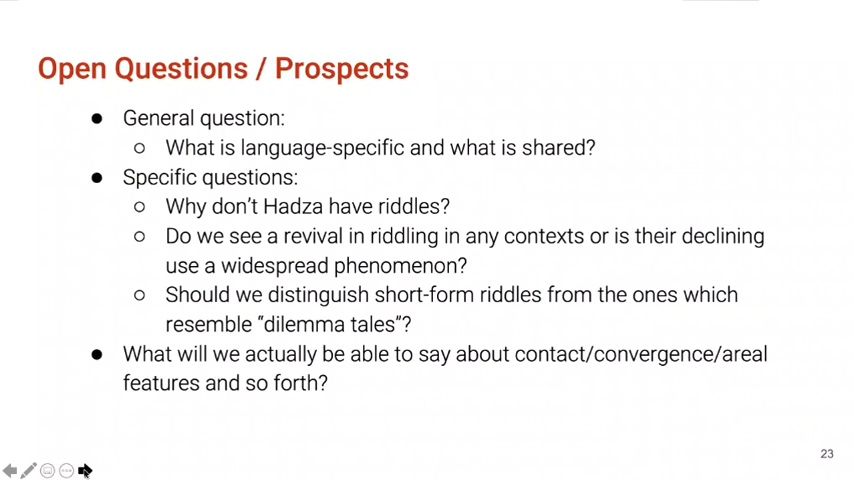 Open Questions / Prospects
● General question:
○ What is language-specific and what is shared?
● Specific questions:
○ Why don't Hadza have riddles?
○ Do we see a revival in riddling in any contexts or is their declining
use a widespread phenomenon?
○ Should we distinguish short-form riddles from the ones which
resemble “dilemma tales”?
● What will we actually be able to say about contact/convergence/areal
features and so forth?
23